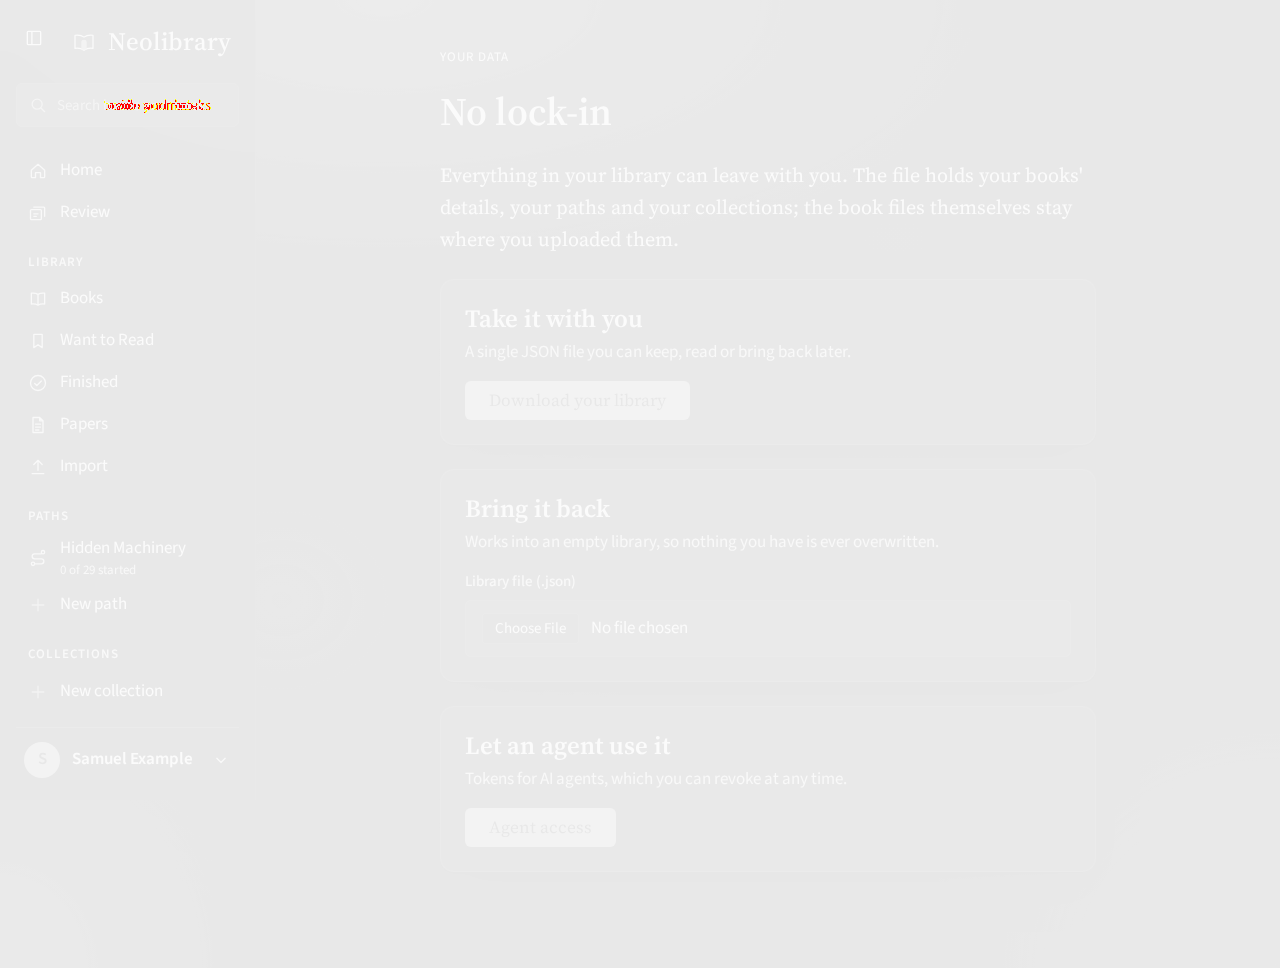 Neolibrary
Search
Home
Review
LIBRARY
Books
Want to Read
Finished
Papers
Import
PATHS
Hidden Machinery
0 of 29 started
New path
COLLECTIONS
New collection
S
Samuel Example
YOUR DATA
No lock-in
Everything in your library can leave with you. The file holds your books'
details, your paths and your collections; the book files themselves stay
where you uploaded them.
Take it with you
A single JSON file you can keep, read or bring back later.
Download your library
Bring it back
Works into an empty library, so nothing you have is ever overwritten.
Library file (.json)
Choose File No file chosen
Let an agent use it
Tokens for AI agents, which you can revoke at any time.
Agent access